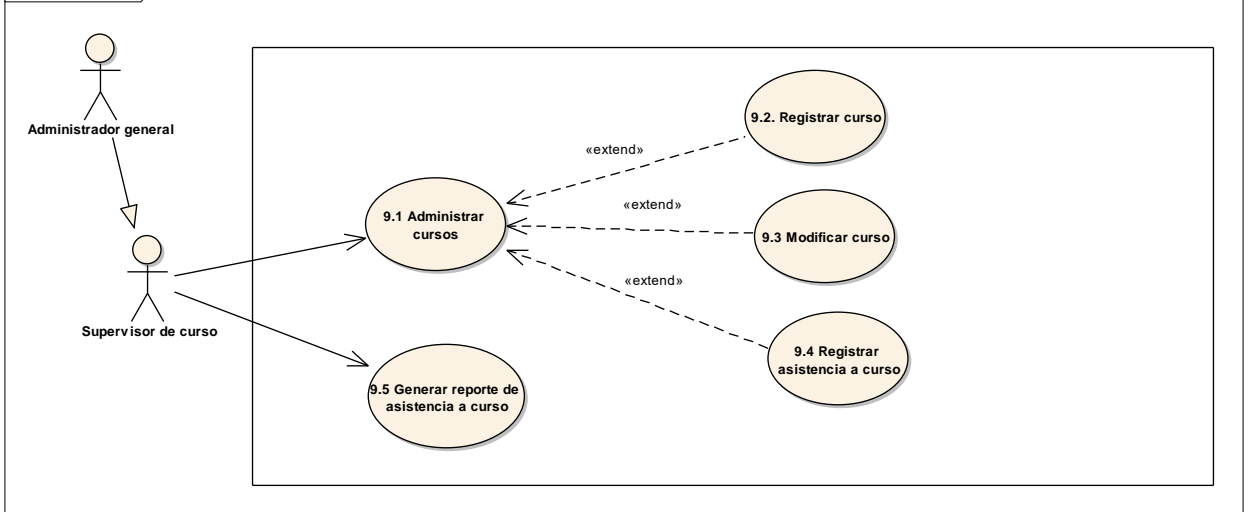 Administrador general
Supervisor de curso
9.1 Administrar
cursos
9.5 Generar reporte de
asistencia a curso
«extend»
«extend»
«extend»
9.2. Registrar curso
9.3 Modificar curso
9.4 Registrar
asistencia a curso